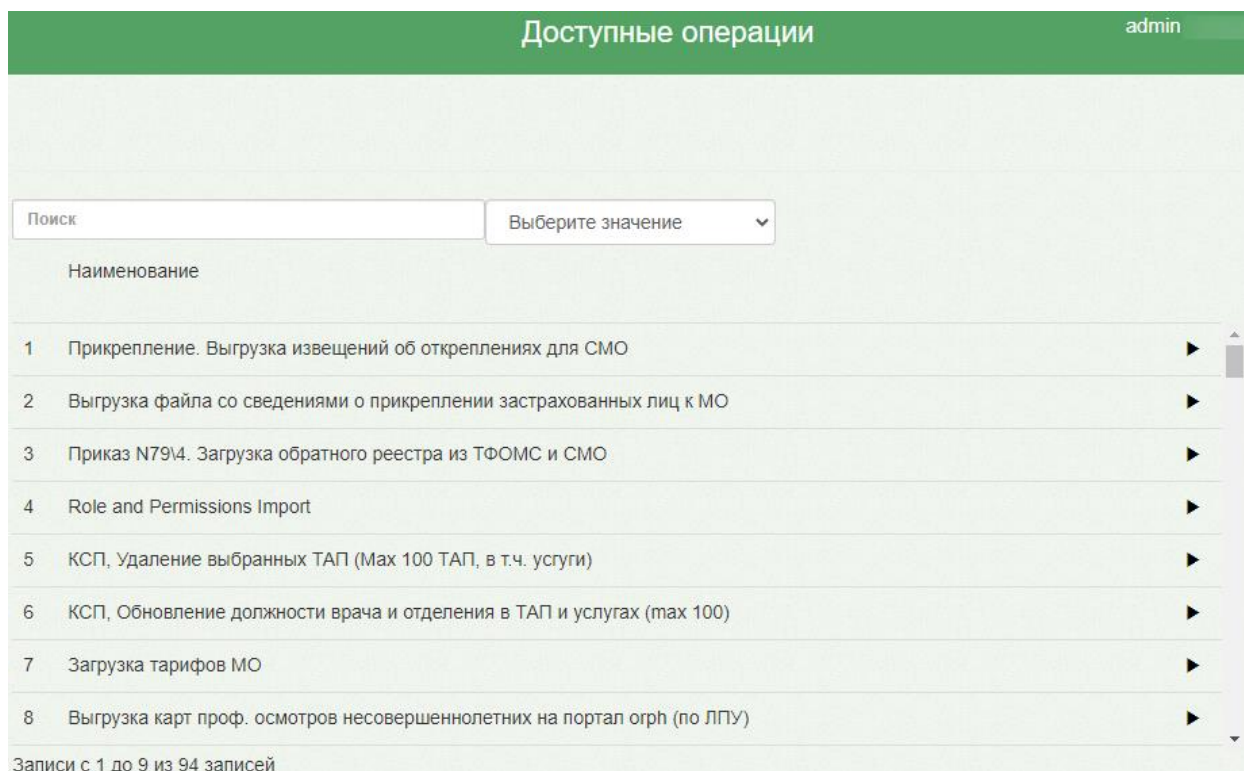 Доступные операции
admin
Поиск
Выберите значение
Наименование
1 Прикрепление. Выгрузка извещений об откреплениях для СМО
2 Выгрузка файла со сведениями о прикреплении застрахованных лиц к МО
3 Приказ N79\4. Загрузка обратного реестра из ТФОМС и СМО
4 Role and Permissions Import
5 КСП, Удаление выбранных ТАП (Max 100 ТАП, в т.ч. усгуги)
6 КСП, Обновление должности врача и отделения в ТАП и услугах (max 100)
7 Загрузка тарифов МО
8 Выгрузка карт проф. осмотров несовершеннолетних на портал orph (по ЛПУ)
Записи с 1 до 9 из 94 записей